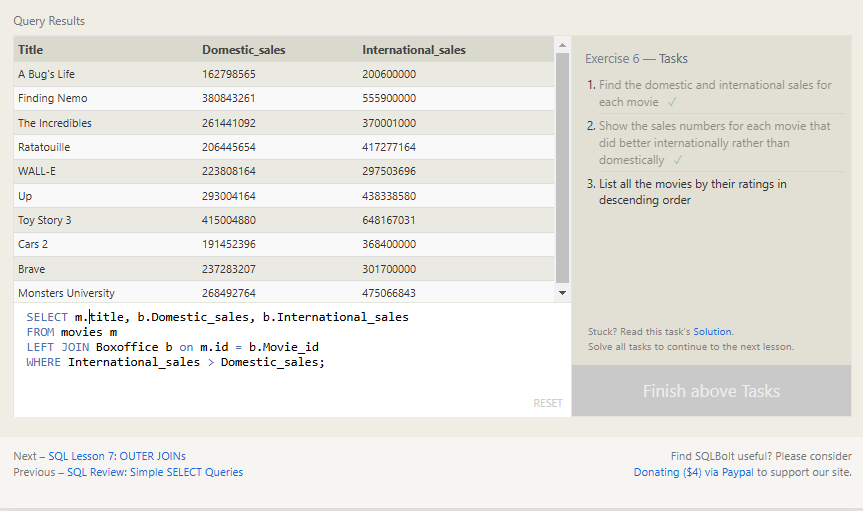 Query Results
Title Domestic_sales International_sales
A Bug's Life 162798565 200600000
Finding Nemo 380843261 555900000
The Incredibles 261441092 370001000
Ratatouille 206445654 417277164
WALL-E 223808164 297503696
Up 293004164 438338580
Toy Story 3 415004880 648167031
Cars 2 191452396 368400000
Brave 237283207 301700000
Monsters University 268492764 475066843
SELECT m.title, b.Domestic_sales, b.International_sales
FROM movies m
LEFT JOIN Boxoffice b on m.id = b.Movie_id
WHERE International_sales > Domestic_sales;
RESET
Exercise 6 — Tasks
1. Find the domestic and international sales for
each movie ✓
2. Show the sales numbers for each movie that
did better internationally rather than
domestically ✓
3. List all the movies by their ratings in
descending order
Stuck? Read this task's Solution.
Solve all tasks to continue to the next lesson.
Finish above Tasks
Next – SQL Lesson 7: OUTER JOINs
Previous – SQL Review: Simple SELECT Queries
Find SQLBolt useful? Please consider
Donating ($4) via Paypal to support our site.